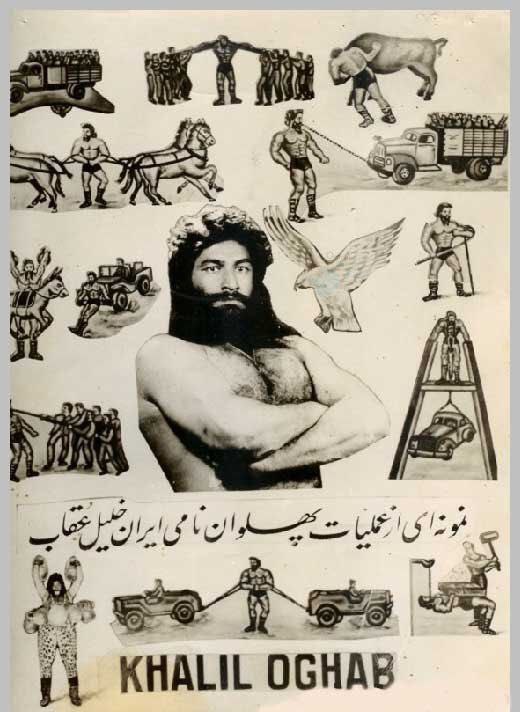 نمونه ای از عملیات پهلوان نامی ایران خلیل عقاب
KHALIL OGHAB